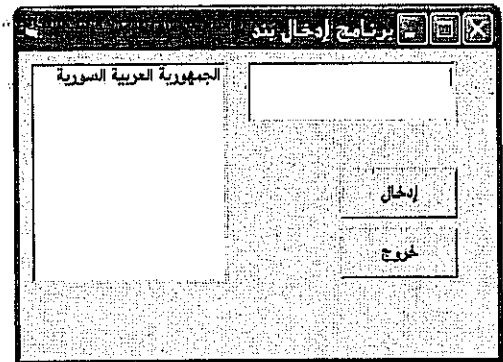 برنامج إدخال بند
الجمهورية العربية السورية
إدخال
خروج